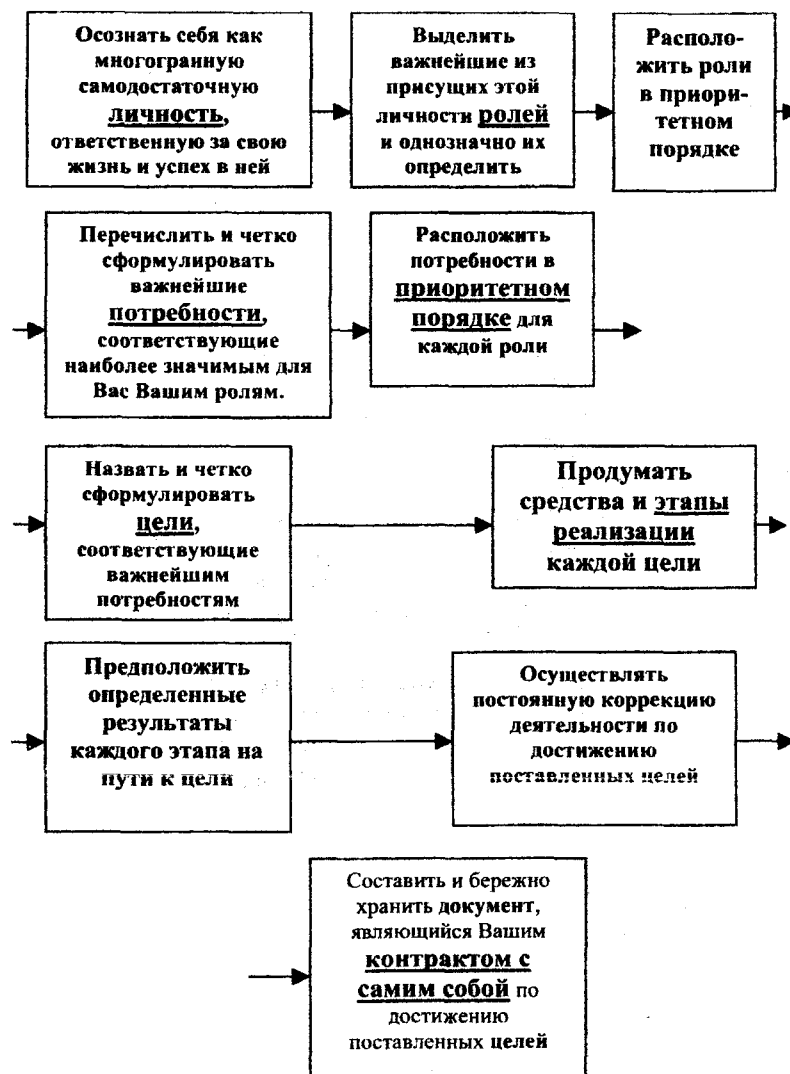 Осознать себя как
многогранную
самодостаточную
личность,
ответственную за свою
жизнь и успех в ней
Выделить
важнейшие из
присущих этой
личности ролей
и однозначно их
определить
Располо-
жить роли
в приори-
тетном
порядке
Перечислить и четко
сформулировать
важнейшие
потребности,
соответствующие
наиболее значимым для
Вас Вашим ролям.
Расположить
потребности в
приоритетном
порядке для
каждой роли
Назвать и четко
сформулировать
цели,
соответствующие
важнейшим
потребностям
Продумать
средства и этапы
реализации
каждой цели
Предположить
определенные
результаты
каждого этапа на
пути к цели
Осуществлять
постоянную коррекцию
деятельности по
достижению
поставленных целей
Составить и бережно
хранить документ,
являющийся Вашим
контрактом с
самим собой по
достижению
поставленных целей